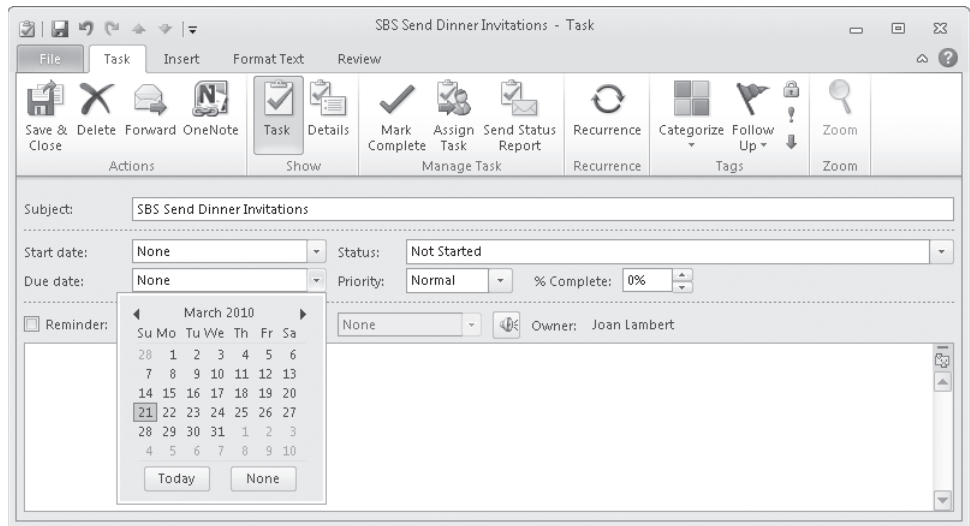 SBS Send Dinner Invitations - Task
File Task Insert Format Text Review
Save & Close Delete Forward OneNote Task Details Mark Complete Assign Task Send Status Report Recurrence Categorize Follow Up Zoom
Actions Show Manage Task Recurrence Tags Zoom
Subject: SBS Send Dinner Invitations
Start date: None Status: Not Started
Due date: None Priority: Normal % Complete: 0%
March 2010
Reminder: None Owner: Joan Lambert
Su Mo Tu We Th Fr Sa
28 1 2 3 4 5 6
7 8 9 10 11 12 13
14 15 16 17 18 19 20
21 22 23 24 25 26 27
28 29 30 31 1 2 3
4 5 6 7 8 9 10
Today None